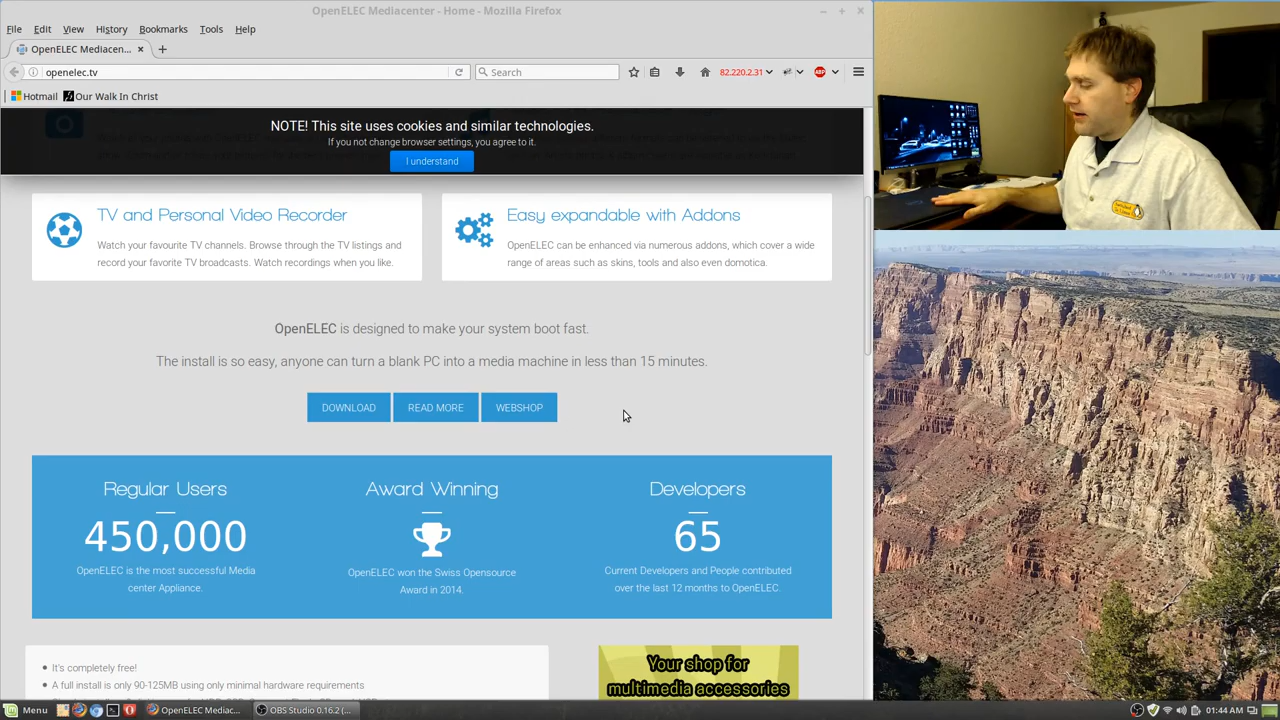 OpenELEC Mediacenter - Home - Mozilla Firefox
File Edit View History Bookmarks Tools Help
OpenELEC Mediacen...
openelec.tv
Search
82.220.2.31
ABP
Hotmail
Our Walk In Christ
NOTE! This site uses cookies and similar technologies.
If you not change browser settings, you agree to it.
I understand
TV and Personal Video Recorder
Watch your favourite TV channels. Browse through the TV listings and
record your favorite TV broadcasts. Watch recordings when you like.
Easy expandable with Addons
OpenELEC can be enhanced via numerous addons, which cover a wide
range of areas such as skins, tools and also even domotica.
OpenELEC is designed to make your system boot fast.
The install is so easy, anyone can turn a blank PC into a media machine in less than 15 minutes.
DOWNLOAD
READ MORE
WEBSHOP
Regular Users
450,000
OpenELEC is the most successful Media
center Appliance.
Award Winning
OpenELEC won the Swiss Opensource
Award in 2014.
Developers
65
Current Developers and People contributed
over the last 12 months to OpenELEC.
It's completely free!
A full install is only 90-125MB using only minimal hardware requirements
Your shop for
multimedia accessories
Menu
OpenELEC Mediac...
OBS Studio 0.16.2 (...
01:44 AM